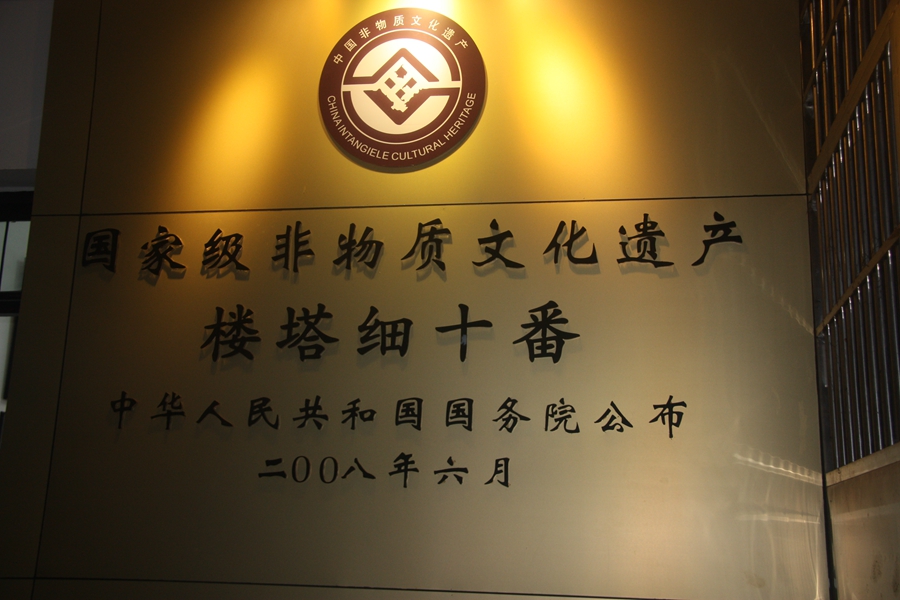 中国非物质文化遗产
CHINA INTANGIELE CULTURAL HERITAGE
国家级非物质文化遗产
楼塔细十番
中华人民共和国国务院公布
二00八年六月